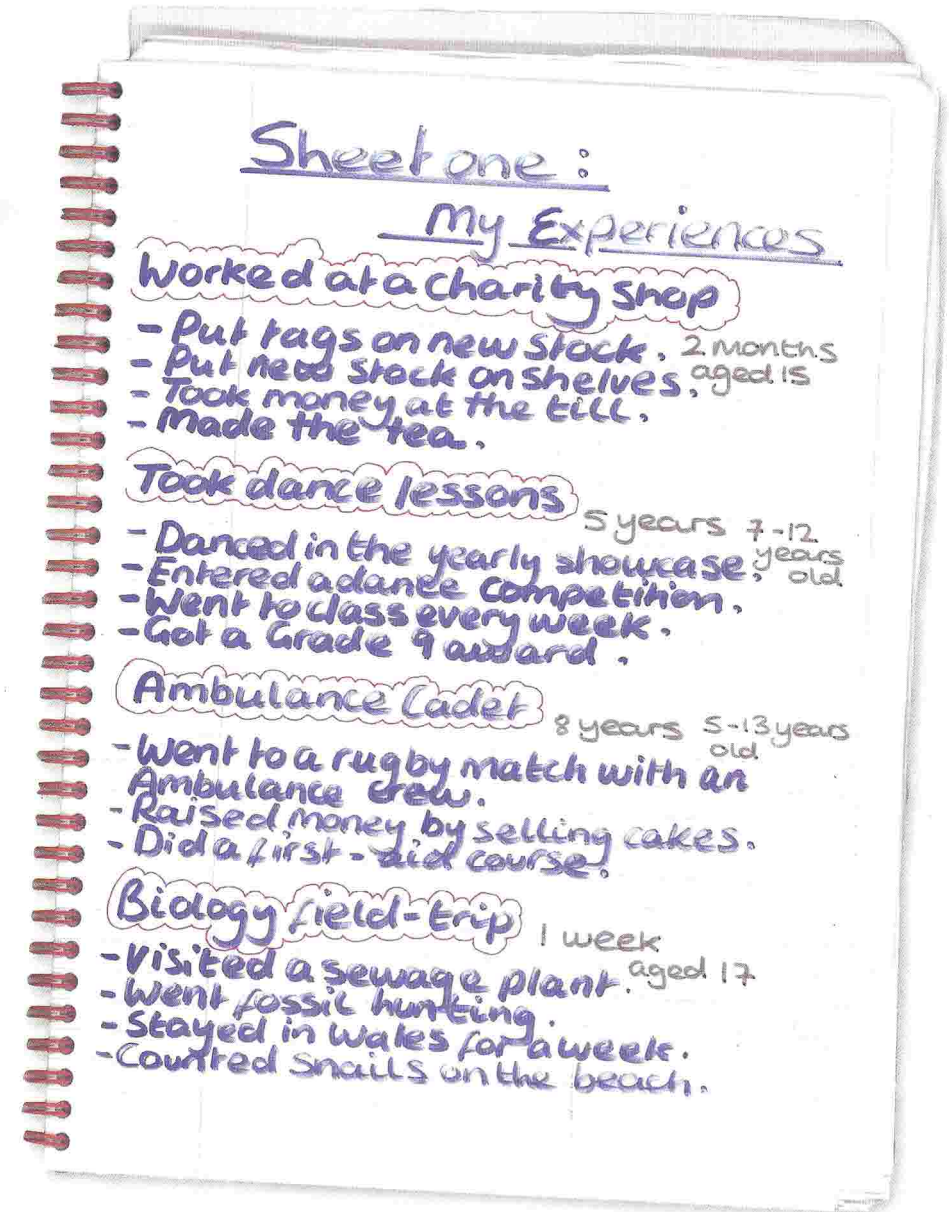 Sheet one :
My Experiences
Worked at a Charity Shop
- Put tags on new stock. 2 months
- Put new stock on shelves. aged 15
- Took money at the till.
- Made the tea.
Took dance lessons
5 years 7-12
- Danced in the yearly showcase. years
- Entered a dance competition. old
- Went to class every week.
- Got a Grade 9 award.
Ambulance Cadet
8 years 5-13 years
old
- Went to a rugby match with an
Ambulance crew.
- Raised money by selling cakes.
- Did a first-aid course!
Biology field-trip
1 week
- Visited a sewage plant. aged 17
- Went fossil hunting.
- Stayed in Wales for a week.
- Counted snails on the beach.